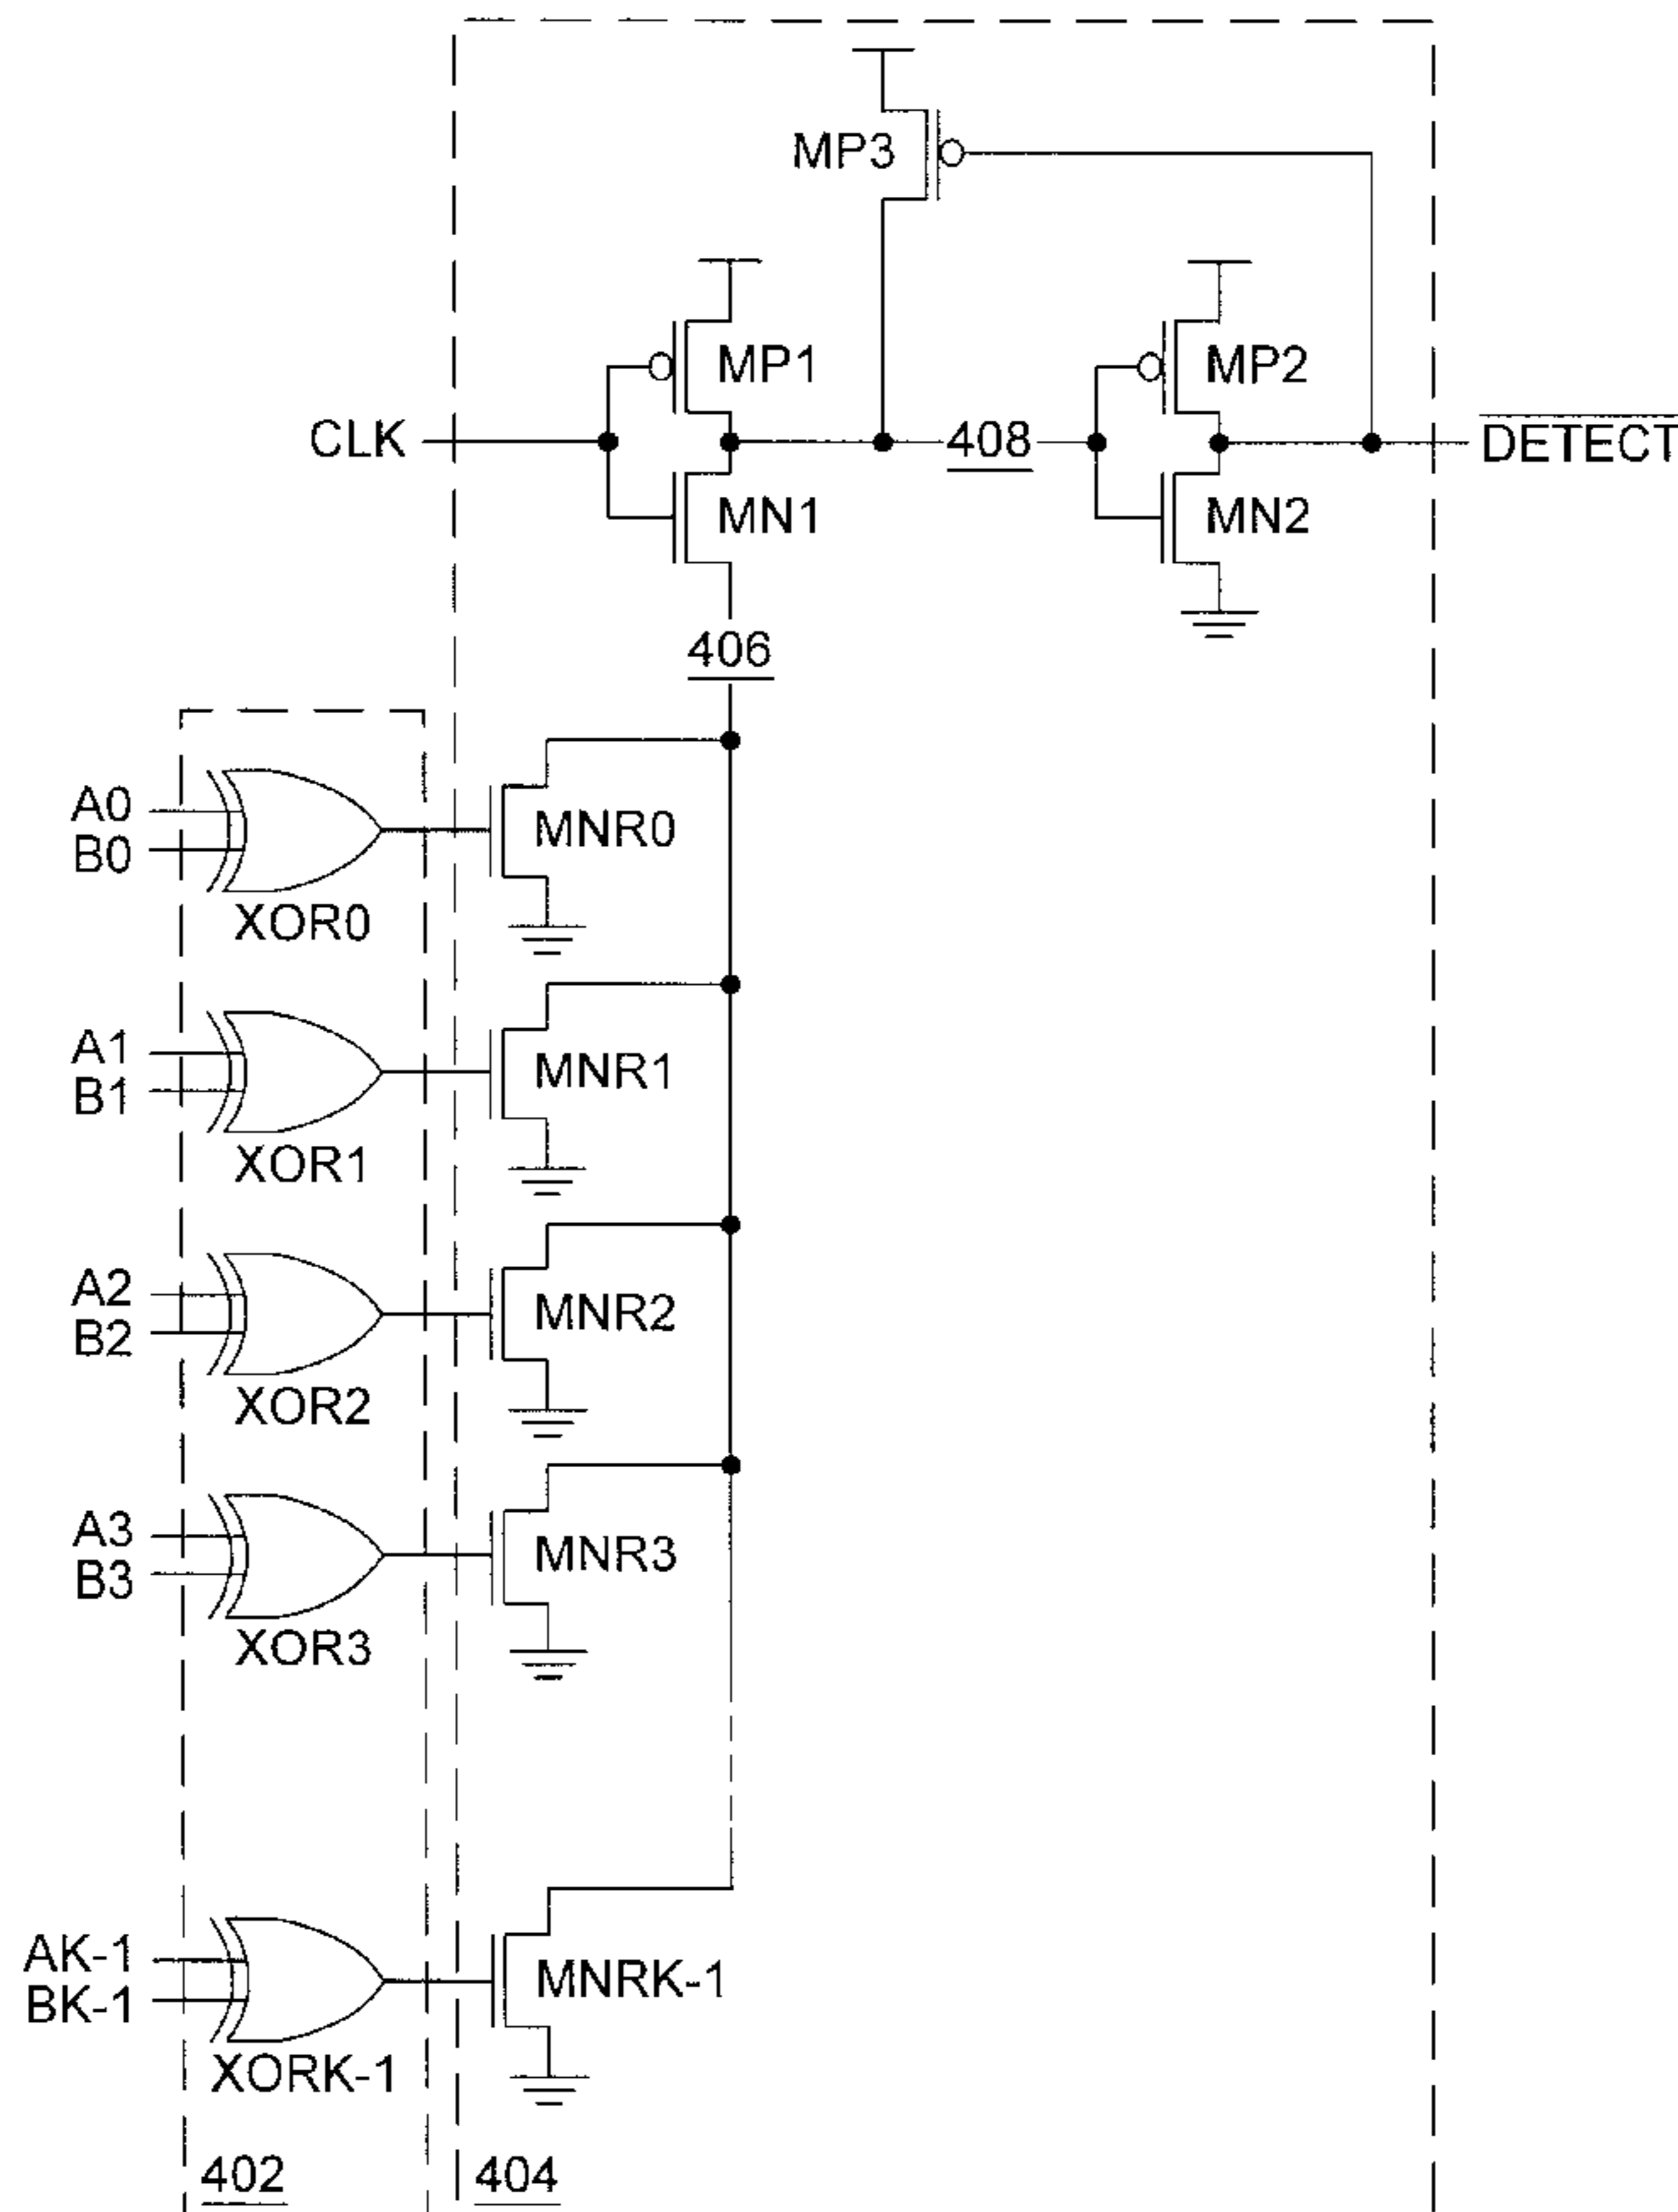 MP3
MP1
MP2
CLK
408
DETECT
MN1
MN2
406
A0
B0
MNR0
XOR0
A1
B1
MNR1
XOR1
A2
B2
MNR2
XOR2
A3
B3
MNR3
XOR3
AK-1
BK-1
MNRK-1
XORK-1
402
404